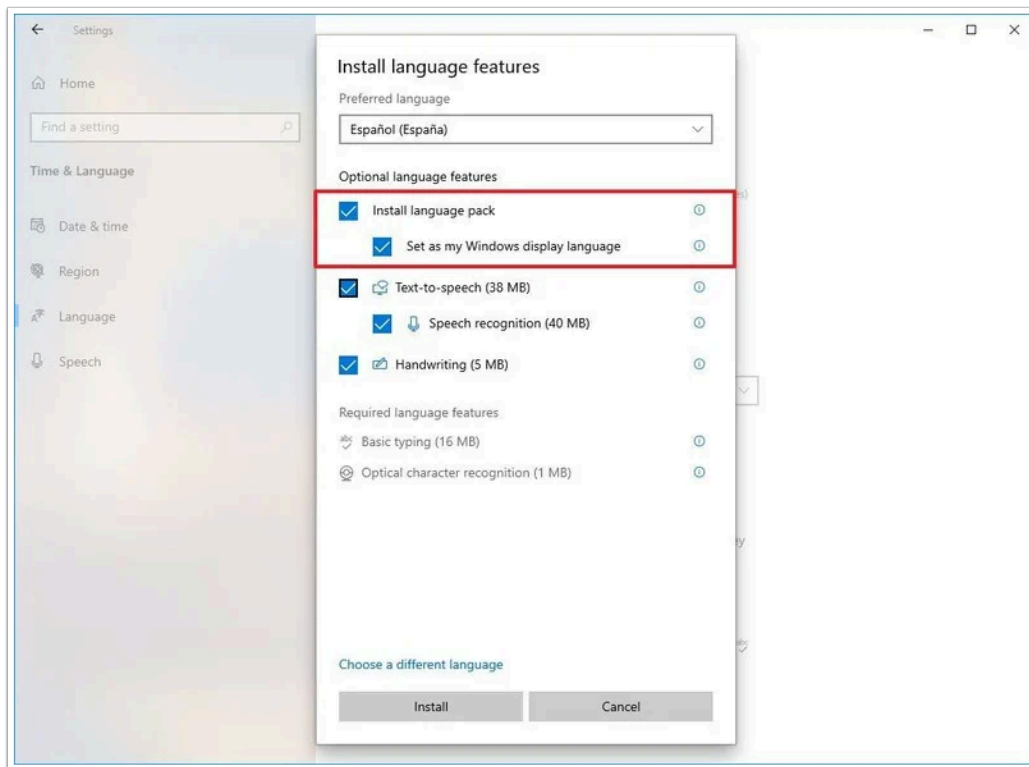 Settings
Home
Find a setting
Time & Language
Date & time
Region
Language
Speech
Install language features
Preferred language
Español (España)
Optional language features
Install language pack
Set as my Windows display language
Text-to-speech (38 MB)
Speech recognition (40 MB)
Handwriting (5 MB)
Required language features
Basic typing (16 MB)
Optical character recognition (1 MB)
Choose a different language
Install Cancel